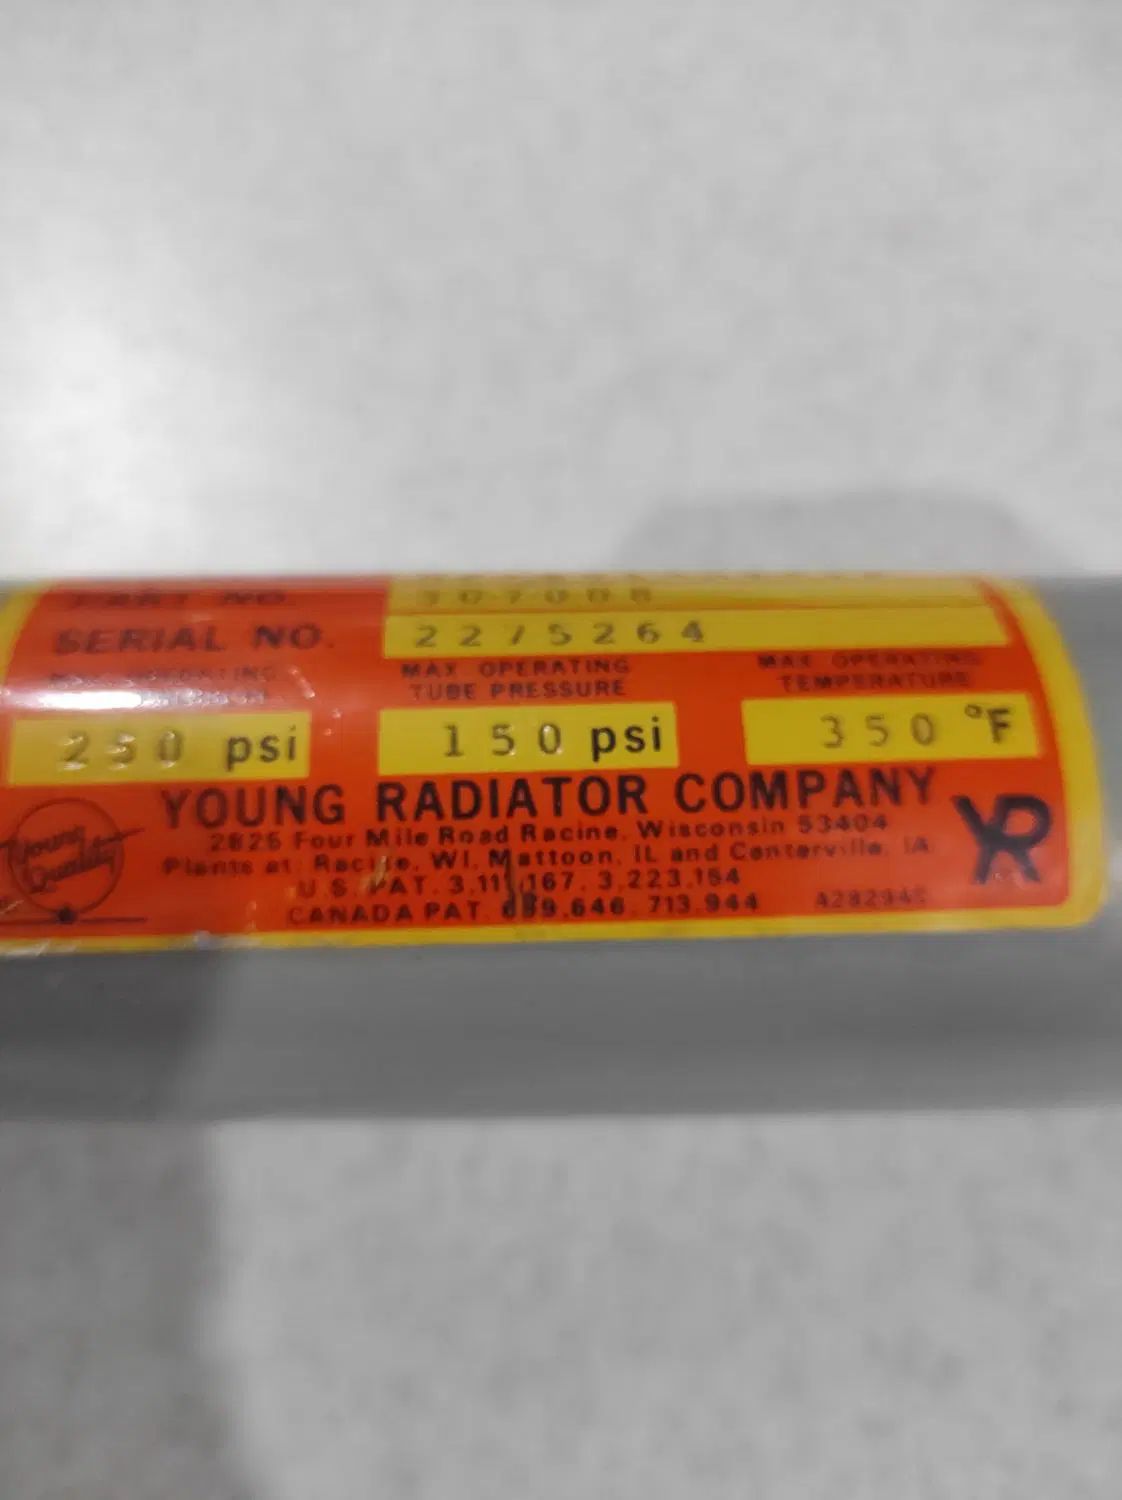 PART NO. 307008
SERIAL NO. 2275264
MAX OPERATING
MAX OPERATING
TUBE PRESSURE
MAX OPERATING
TEMPERATURE
250 psi
150 psi
350 °F
YOUNG RADIATOR COMPANY
2825 Four Mile Road Racine, Wisconsin 53404
Plants at: Racine, WI, Mattoon, IL and Centerville, IA
U.S. PAT. 3,111,167, 3,223,154
CANADA PAT. 689,646, 713,944
Young
Quality
YR